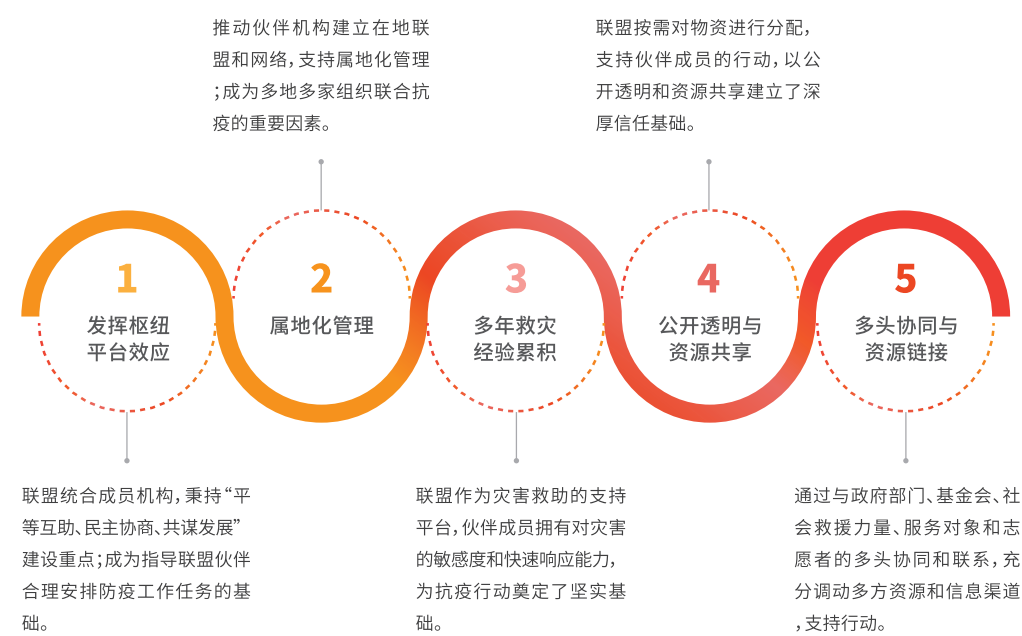 推动伙伴机构建立在地联
盟和网络，支持属地化管理
；成为多地多家组织联合抗
疫的重要因素。
联盟按需对物资进行分配，
支持伙伴成员的行动，以公
开透明和资源共享建立了深
厚信任基础。
1
发挥枢纽
平台效应
2
属地化管理
3
多年救灾
经验累积
4
公开透明与
资源共享
5
多头协同与
资源链接
联盟统合成员机构，秉持“平
等互助、民主协商、共谋发展”
建设重点；成为指导联盟伙伴
合理安排防疫工作任务的基
础。
联盟作为灾害救助的支持
平台，伙伴成员拥有对灾害
的敏感度和快速响应能力，
为抗疫行动奠定了坚实基
础。
通过与政府部门、基金会、社
会救援力量、服务对象和志
愿者的多头协同和联系，充
分调动多方资源和信息渠道
，支持行动。